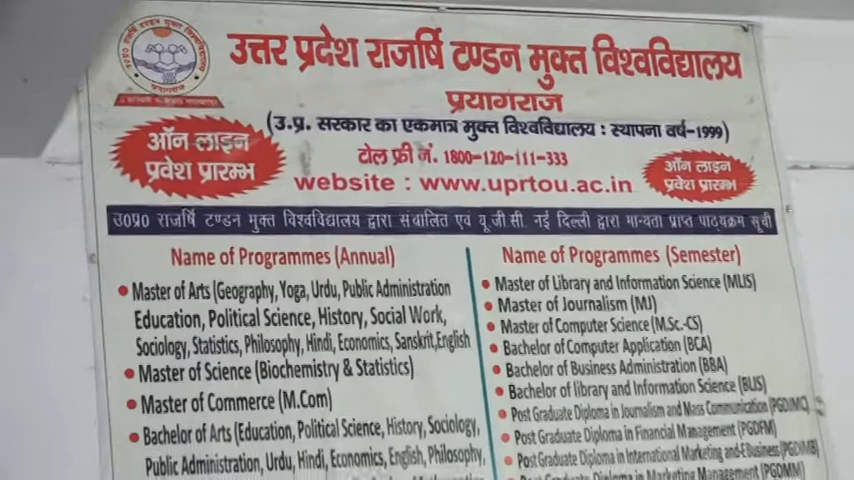 उत्तर प्रदेश राजर्षि टण्डन मुक्त विश्वविद्यालय
प्रयागराज
(उ.प्र. सरकार का एकमात्र मुक्त विश्वविद्यालय : स्थापना वर्ष-1999)
ऑन लाइन
प्रवेश प्रारम्भ
टोल फ्री नं. 1800-120-111-333
website : www.uprtou.ac.in
ऑन लाइन
प्रवेश प्रारम्भ
उ0प्र0 राजर्षि टण्डन मुक्त विश्वविद्यालय द्वारा संचालित एवं यू.जी.सी. नई दिल्ली द्वारा मान्यता प्राप्त पाठ्यक्रम सूची
Name of Programmes (Annual)
Master of Arts (Geography, Yoga, Urdu, Public Administration
Education, Political Science, History, Social Work,
Sociology, Statistics, Philosophy, Hindi, Economics, Sanskrit,English
Master of Science (Biochemistry & Statistics)
Master of Commerce (M.Com)
Bachelor of Arts (Education, Political Science, History, Sociology,
Public Administration, Urdu, Hindi, Economics, English, Philosophy,
Name of Programmes (Semester)
Master of Library and Information Science (MLIS)
Master of Journalism (MJ)
Master of Computer Science (M.Sc.-CS)
Bachelor of Computer Application (BCA)
Bachelor of Business Administration (BBA)
Bachelor of library and Information Science (BLIS)
Post Graduate Diploma in Journalism and Mass Communication (PGDJMC)
Post Graduate Diploma in Financial Management (PGDFM)
Post Graduate Diploma in International Marketing and E Business (PGDIMB)
Post Graduate Diploma in Marketing Management (PGDMM)